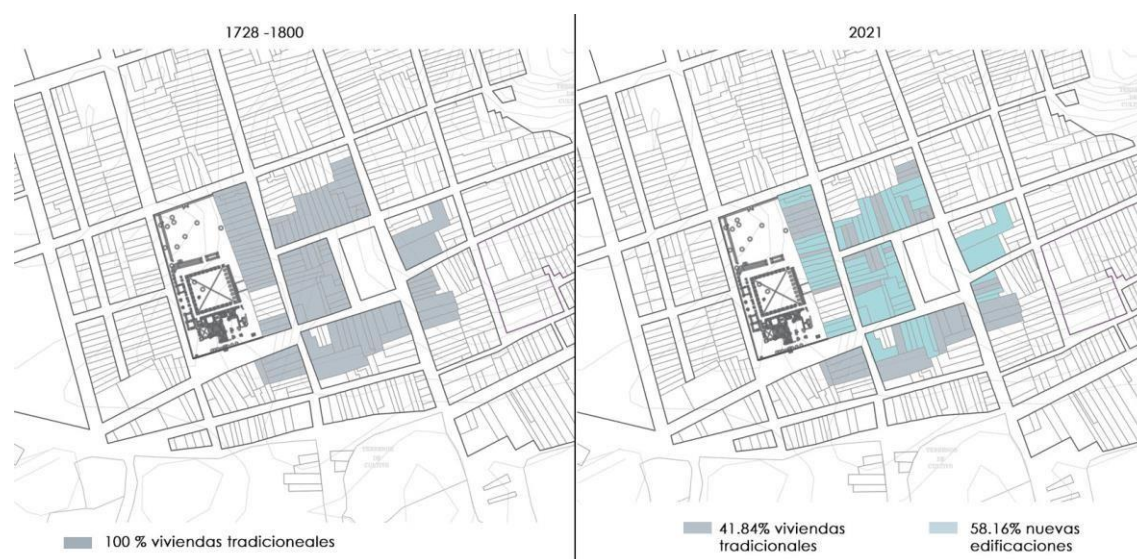 1728 -1800
2021
100 % viviendas tradicioneales
41.84% viviendas
tradicionales
58.16% nuevas
edificaciones